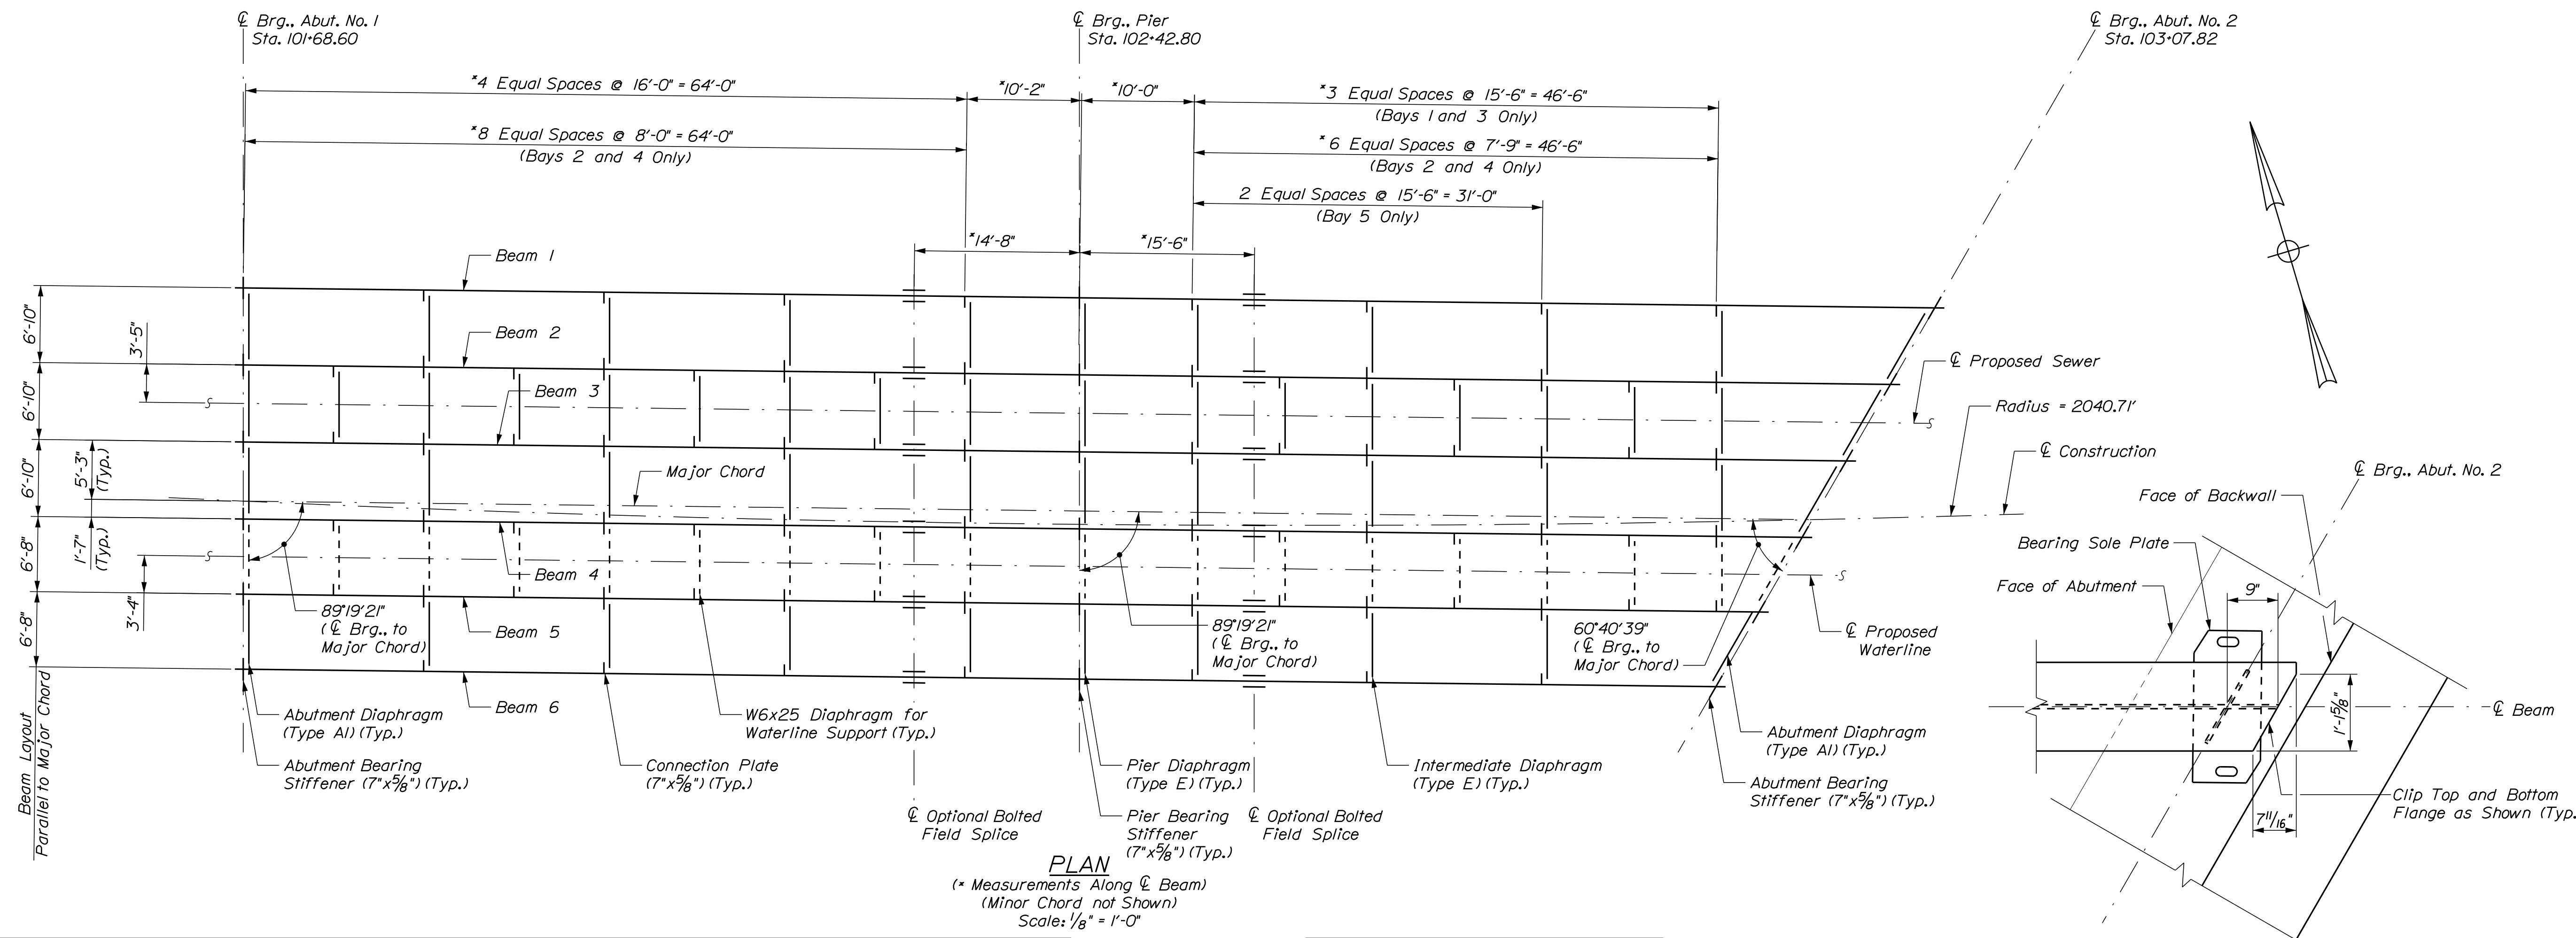 ℄ Brg., Abut. No. 1
Sta. 101+68.60
℄ Brg., Pier
Sta. 102+42.80
℄ Brg., Abut. No. 2
Sta. 103+07.82
*4 Equal Spaces @ 16'-0" = 64'-0"
*10'-2"
*10'-0"
*3 Equal Spaces @ 15'-6" = 46'-6"
(Bays 1 and 3 Only)
*8 Equal Spaces @ 8'-0" = 64'-0"
(Bays 2 and 4 Only)
*6 Equal Spaces @ 7'-9" = 46'-6"
(Bays 2 and 4 Only)
2 Equal Spaces @ 15'-6" = 31'-0"
(Bay 5 Only)
*14'-8"
*15'-6"
Beam 1
Beam 2
Beam 3
Major Chord
Beam 4
Beam 5
Beam 6
6'-10"
6'-10"
6'-10"
6'-8"
6'-8"
3'-5"
5'-3"
(Typ.)
1'-7"
(Typ.)
3'-4"
Beam Layout
Parallel to Major Chord
S
S
S
S
℄ Proposed Sewer
Radius = 2040.71'
℄ Construction
℄ Proposed
Waterline
89°19'21"
(℄ Brg., to
Major Chord)
89°19'21"
(℄ Brg., to
Major Chord)
60°40'39"
(℄ Brg., to
Major Chord)
Abutment Diaphragm
(Type A1) (Typ.)
Abutment Bearing
Stiffener (7"x5/8") (Typ.)
Connection Plate
(7"x5/8") (Typ.)
W6x25 Diaphragm for
Waterline Support (Typ.)
℄ Optional Bolted
Field Splice
Pier Diaphragm
(Type E) (Typ.)
Pier Bearing
Stiffener
(7"x5/8") (Typ.)
℄ Optional Bolted
Field Splice
Intermediate Diaphragm
(Type E) (Typ.)
Abutment Diaphragm
(Type A1) (Typ.)
Abutment Bearing
Stiffener (7"x5/8") (Typ.)
℄ Brg., Abut. No. 2
Face of Backwall
Bearing Sole Plate
Face of Abutment
9"
℄ Beam
1'-1 5/8"
7 11/16"
Clip Top and Bottom
Flange as Shown (Typ.
PLAN
(* Measurements Along ℄ Beam)
(Minor Chord not Shown)
Scale: 1/8" = 1'-0"